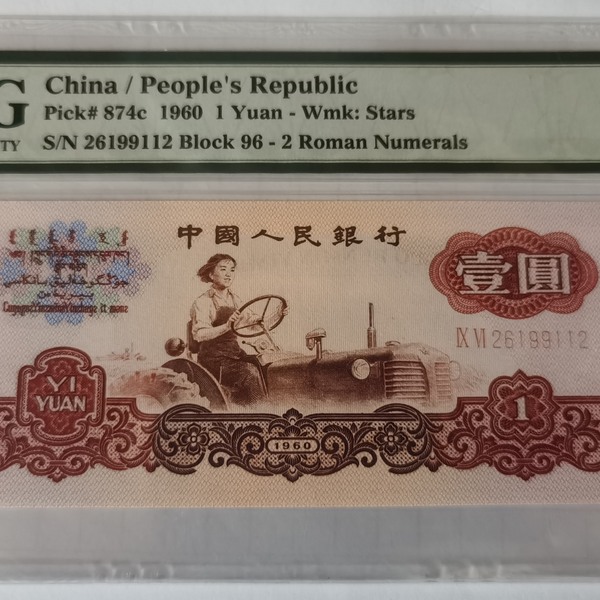 G
TY
China / People's Republic
Pick# 874c 1960 1 Yuan - Wmk: Stars
S/N 26199112 Block 96 - 2 Roman Numerals
中國人民銀行
壹圓
IX VI 26199112
YI
YUAN
1960
1